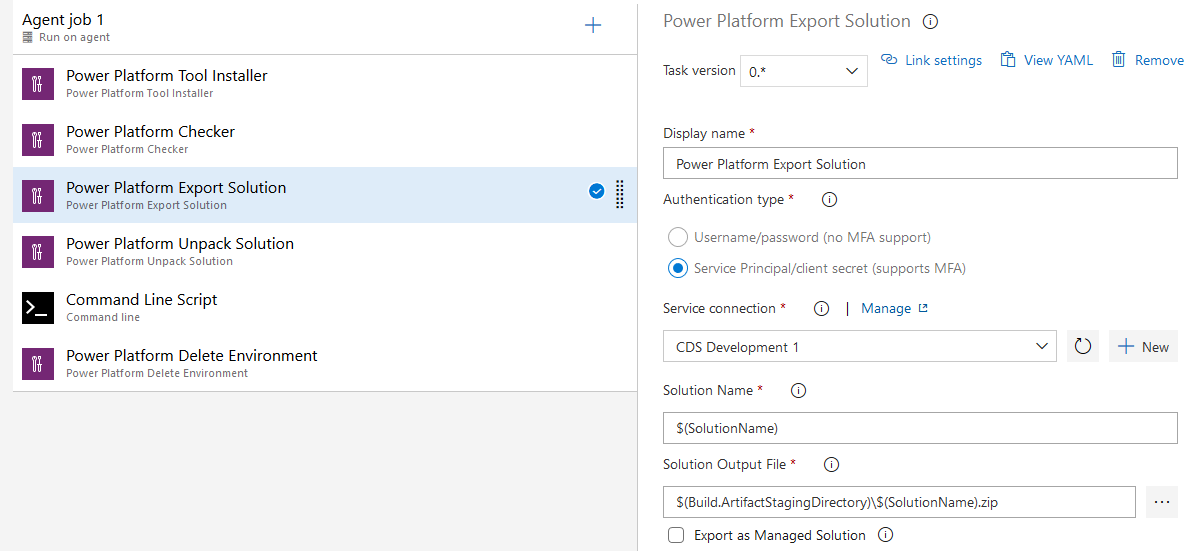 Agent job 1
Run on agent
Power Platform Tool Installer
Power Platform Tool Installer
Power Platform Checker
Power Platform Checker
Power Platform Export Solution
Power Platform Export Solution
Power Platform Unpack Solution
Power Platform Unpack Solution
Command Line Script
Command line
Power Platform Delete Environment
Power Platform Delete Environment
Power Platform Export Solution
Task version 0.* Link settings View YAML Remove
Display name *
Power Platform Export Solution
Authentication type *
Username/password (no MFA support)
Service Principal/client secret (supports MFA)
Service connection * | Manage
CDS Development 1 New
Solution Name *
$(SolutionName)
Solution Output File *
$(Build.ArtifactStagingDirectory)\$(SolutionName).zip ...
Export as Managed Solution